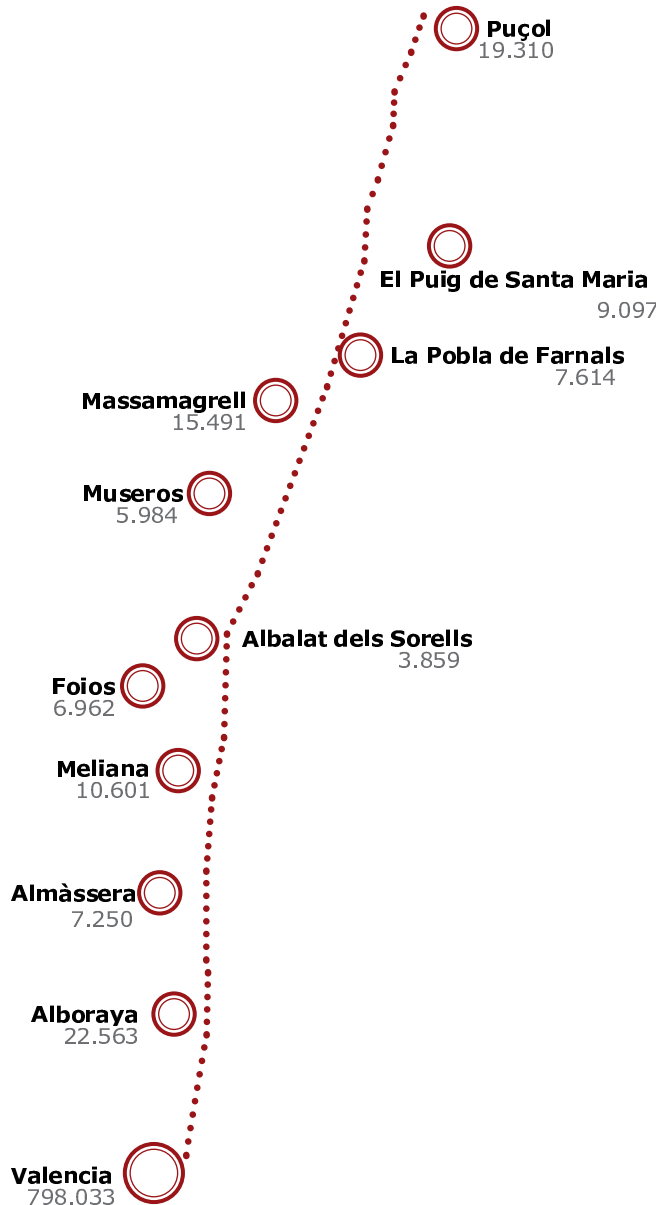 Puçol
19.310
El Puig de Santa Maria
9.097
La Pobla de Farnals
7.614
Massamagrell
15.491
Museros
5.984
Albalat dels Sorells
3.859
Foios
6.962
Meliana
10.601
Almàssera
7.250
Alboraya
22.563
Valencia
798.033